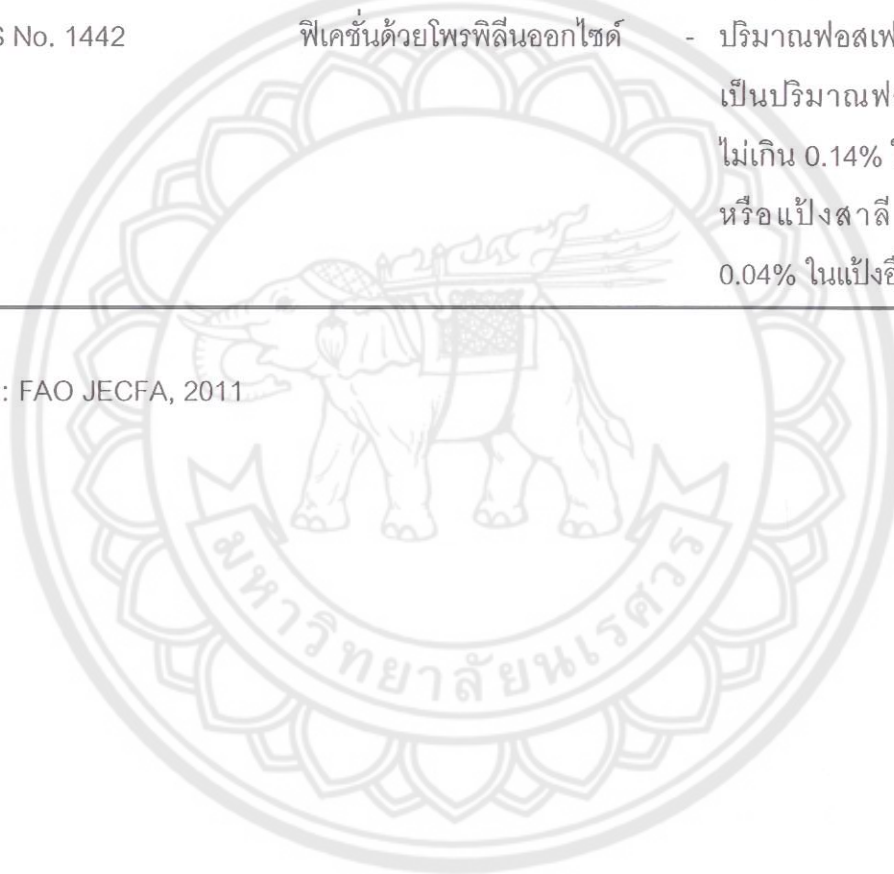 S No. 1442 ฟิเคชั่นด้วยโพรพิลีนออกไซด์ - ปริมาณฟอสเฟ
เป็นปริมาณฟ
ไม่เกิน 0.14%
หรือแป้งสาลี
0.04% ในแป้งอื
: FAO JECFA, 2011
มหาวิทยาลัยนเรศวร